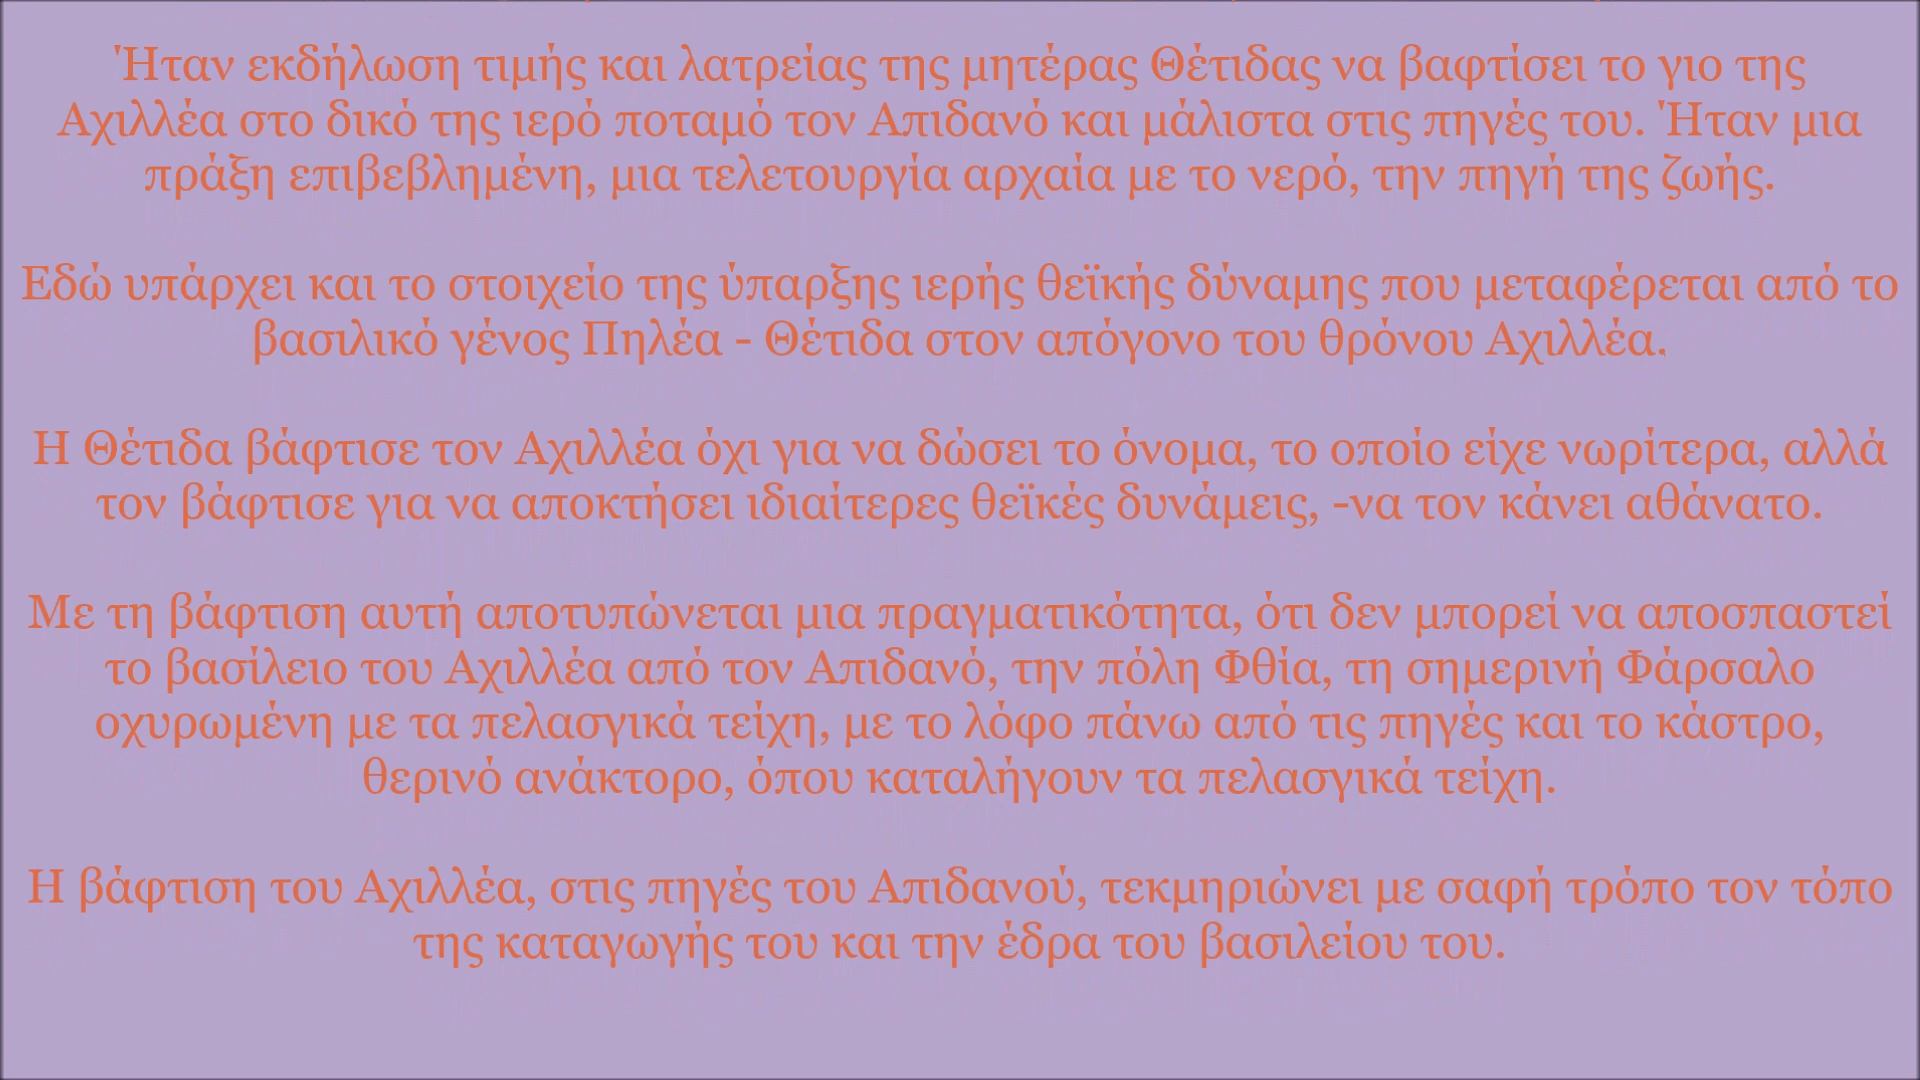 Ήταν εκδήλωση τιμής και λατρείας της μητέρας Θέτιδας να βαφτίσει το γιο της
Αχιλλέα στο δικό της ιερό ποταμό τον Απιδανό και μάλιστα στις πηγές του. Ήταν μια
πράξη επιβεβλημένη, μια τελετουργία αρχαία με το νερό, την πηγή της ζωής.
Εδώ υπάρχει και το στοιχείο της ύπαρξης ιερής θεϊκής δύναμης που μεταφέρεται από το
βασιλικό γένος Πηλέα - Θέτιδα στον απόγονο του θρόνου Αχιλλέα.
Η Θέτιδα βάφτισε τον Αχιλλέα όχι για να δώσει το όνομα, το οποίο είχε νωρίτερα, αλλά
τον βάφτισε για να αποκτήσει ιδιαίτερες θεϊκές δυνάμεις, -να τον κάνει αθάνατο.
Με τη βάφτιση αυτή αποτυπώνεται μια πραγματικότητα, ότι δεν μπορεί να αποσπαστεί
το βασίλειο του Αχιλλέα από τον Απιδανό, την πόλη Φθία, τη σημερινή Φάρσαλο
οχυρωμένη με τα πελασγικά τείχη, με το λόφο πάνω από τις πηγές και το κάστρο,
θερινό ανάκτορο, όπου καταλήγουν τα πελασγικά τείχη.
Η βάφτιση του Αχιλλέα, στις πηγές του Απιδανού, τεκμηριώνει με σαφή τρόπο τον τόπο
της καταγωγής του και την έδρα του βασιλείου του.